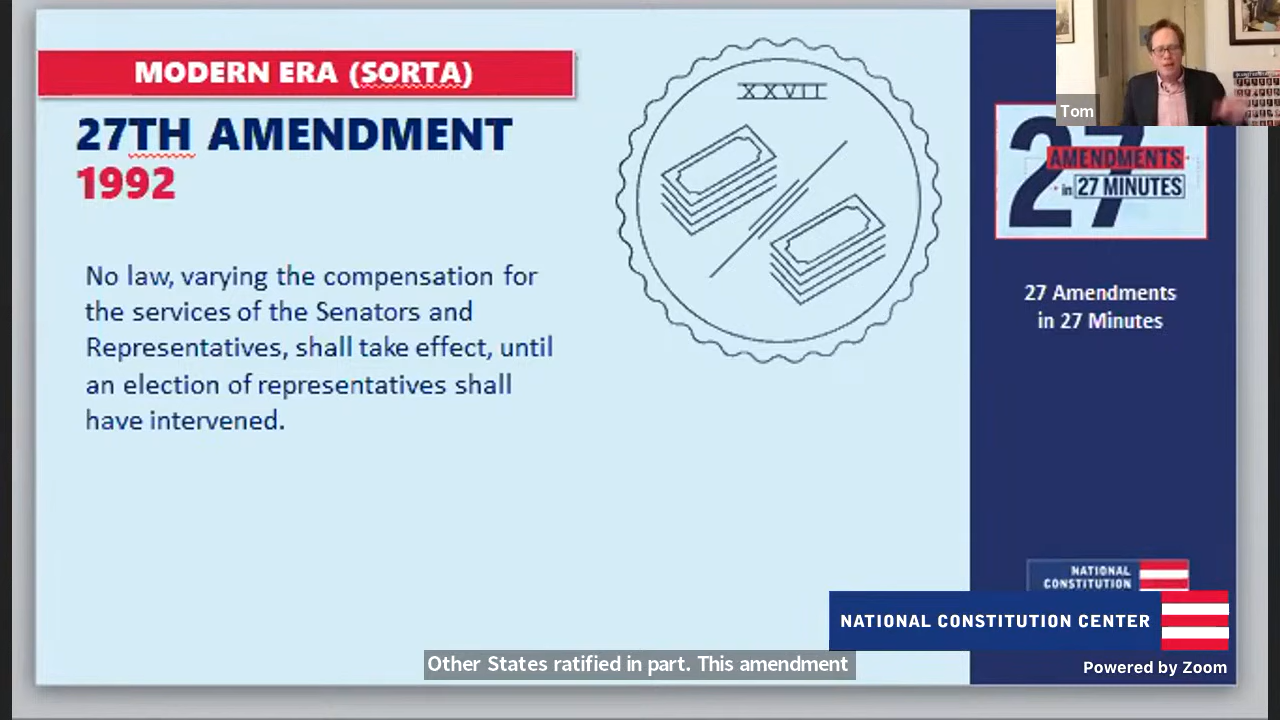 MODERN ERA (SORTA)
27TH AMENDMENT
1992
No law, varying the compensation for
the services of the Senators and
Representatives, shall take effect, until
an election of representatives shall
have intervened.
XXVII
Tom
27
AMENDMENTS
in 27 MINUTES
27 Amendments
in 27 Minutes
NATIONAL
CONSTITUTION
NATIONAL CONSTITUTION CENTER
Powered by Zoom
Other States ratified in part. This amendment